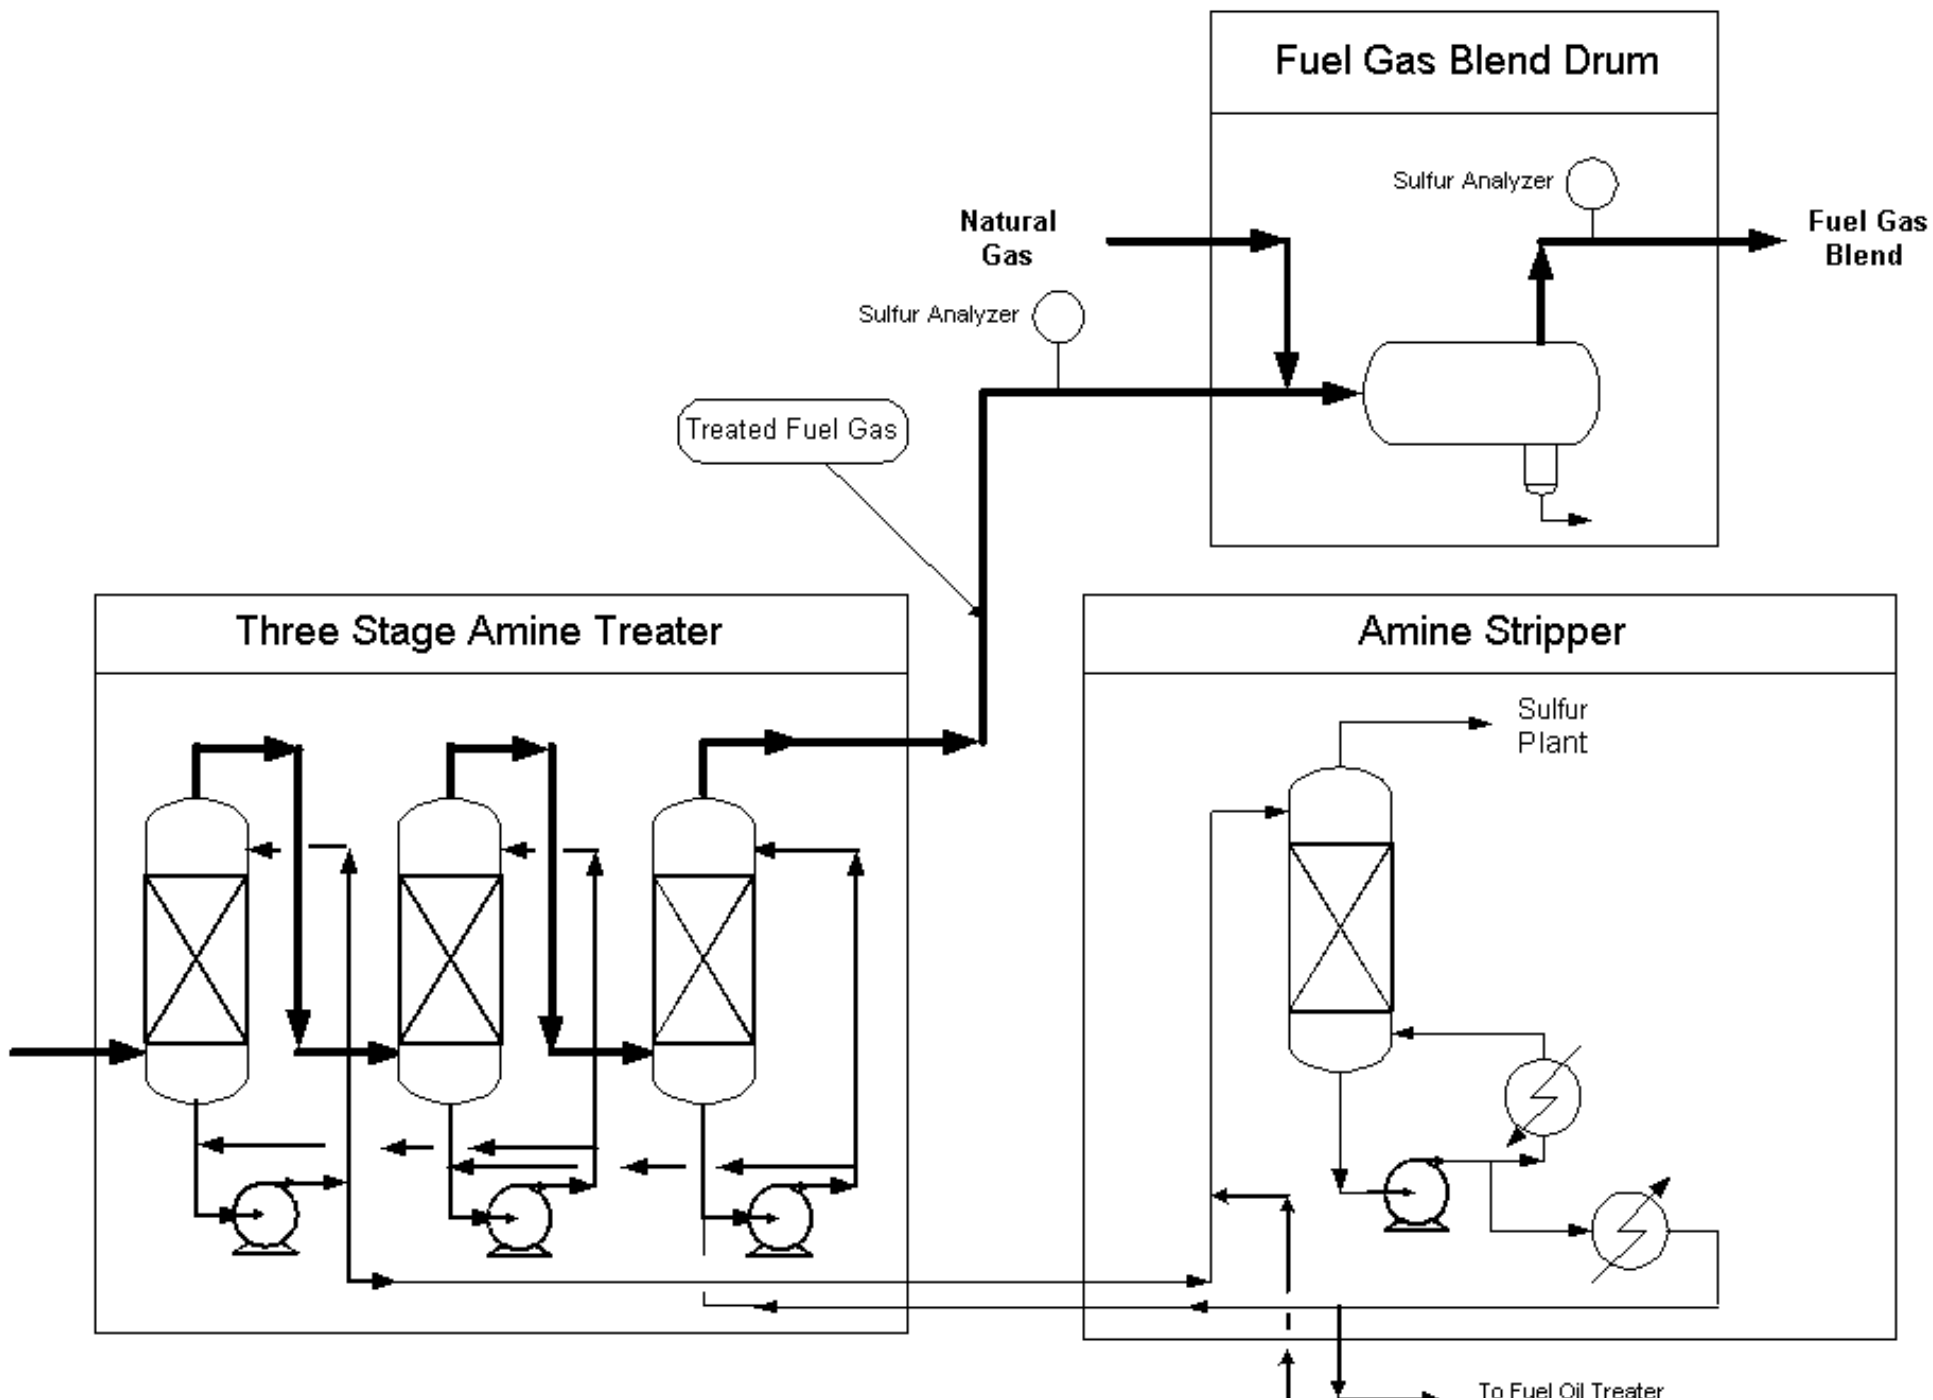 Fuel Gas Blend Drum
Sulfur Analyzer
Natural
Gas
Fuel Gas
Blend
Sulfur Analyzer
Treated Fuel Gas
Three Stage Amine Treater
Amine Stripper
Sulfur
Plant
To Fuel Oil Treater